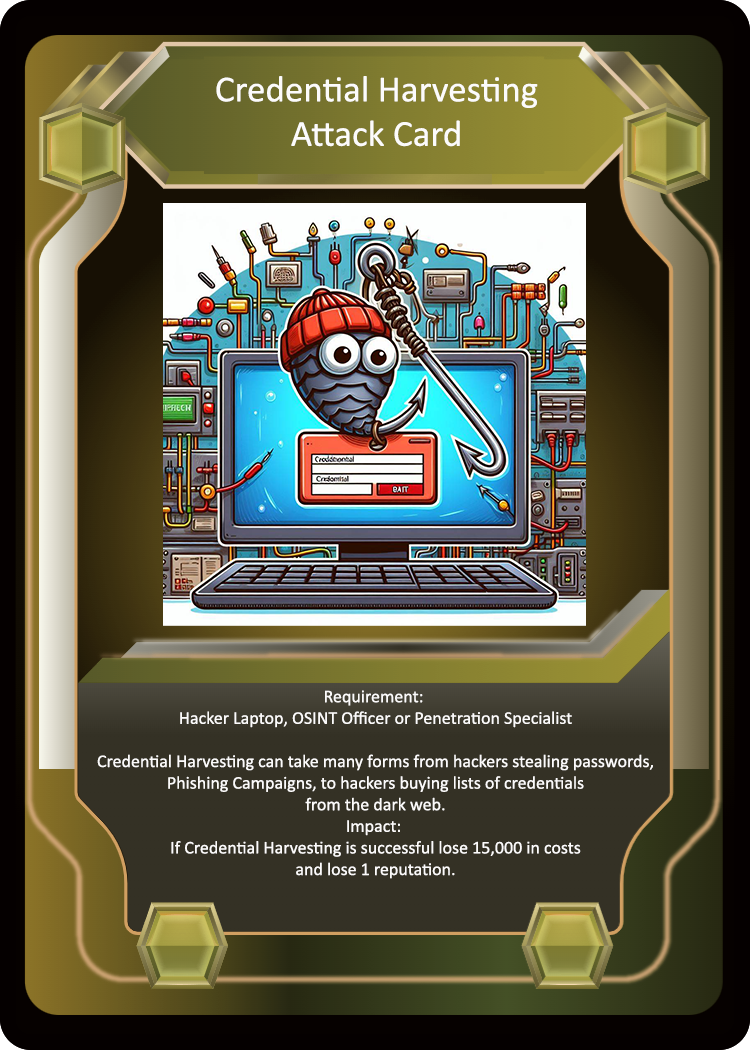 Credential Harvesting
Attack Card
Credddomontal
Credomital
BAIT
Requirement:
Hacker Laptop, OSINT Officer or Penetration Specialist
Credential Harvesting can take many forms from hackers stealing passwords,
Phishing Campaigns, to hackers buying lists of credentials
from the dark web.
Impact:
If Credential Harvesting is successful lose 15,000 in costs
and lose 1 reputation.